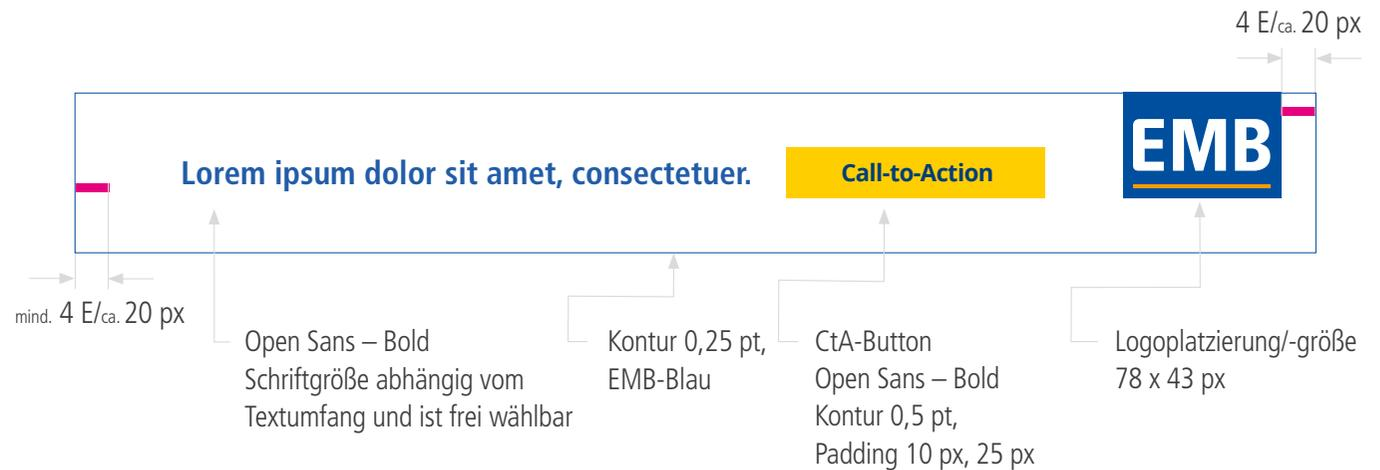 4 E/ca. 20 px
EMB
Lorem ipsum dolor sit amet, consectetuer.
Call-to-Action
mind. 4 E/ca. 20 px
Open Sans – Bold
Schriftgröße abhängig vom
Textumfang und ist frei wählbar
Kontur 0,25 pt,
EMB-Blau
CtA-Button
Open Sans – Bold
Kontur 0,5 pt,
Padding 10 px, 25 px
Logoplatzierung/-größe
78 x 43 px